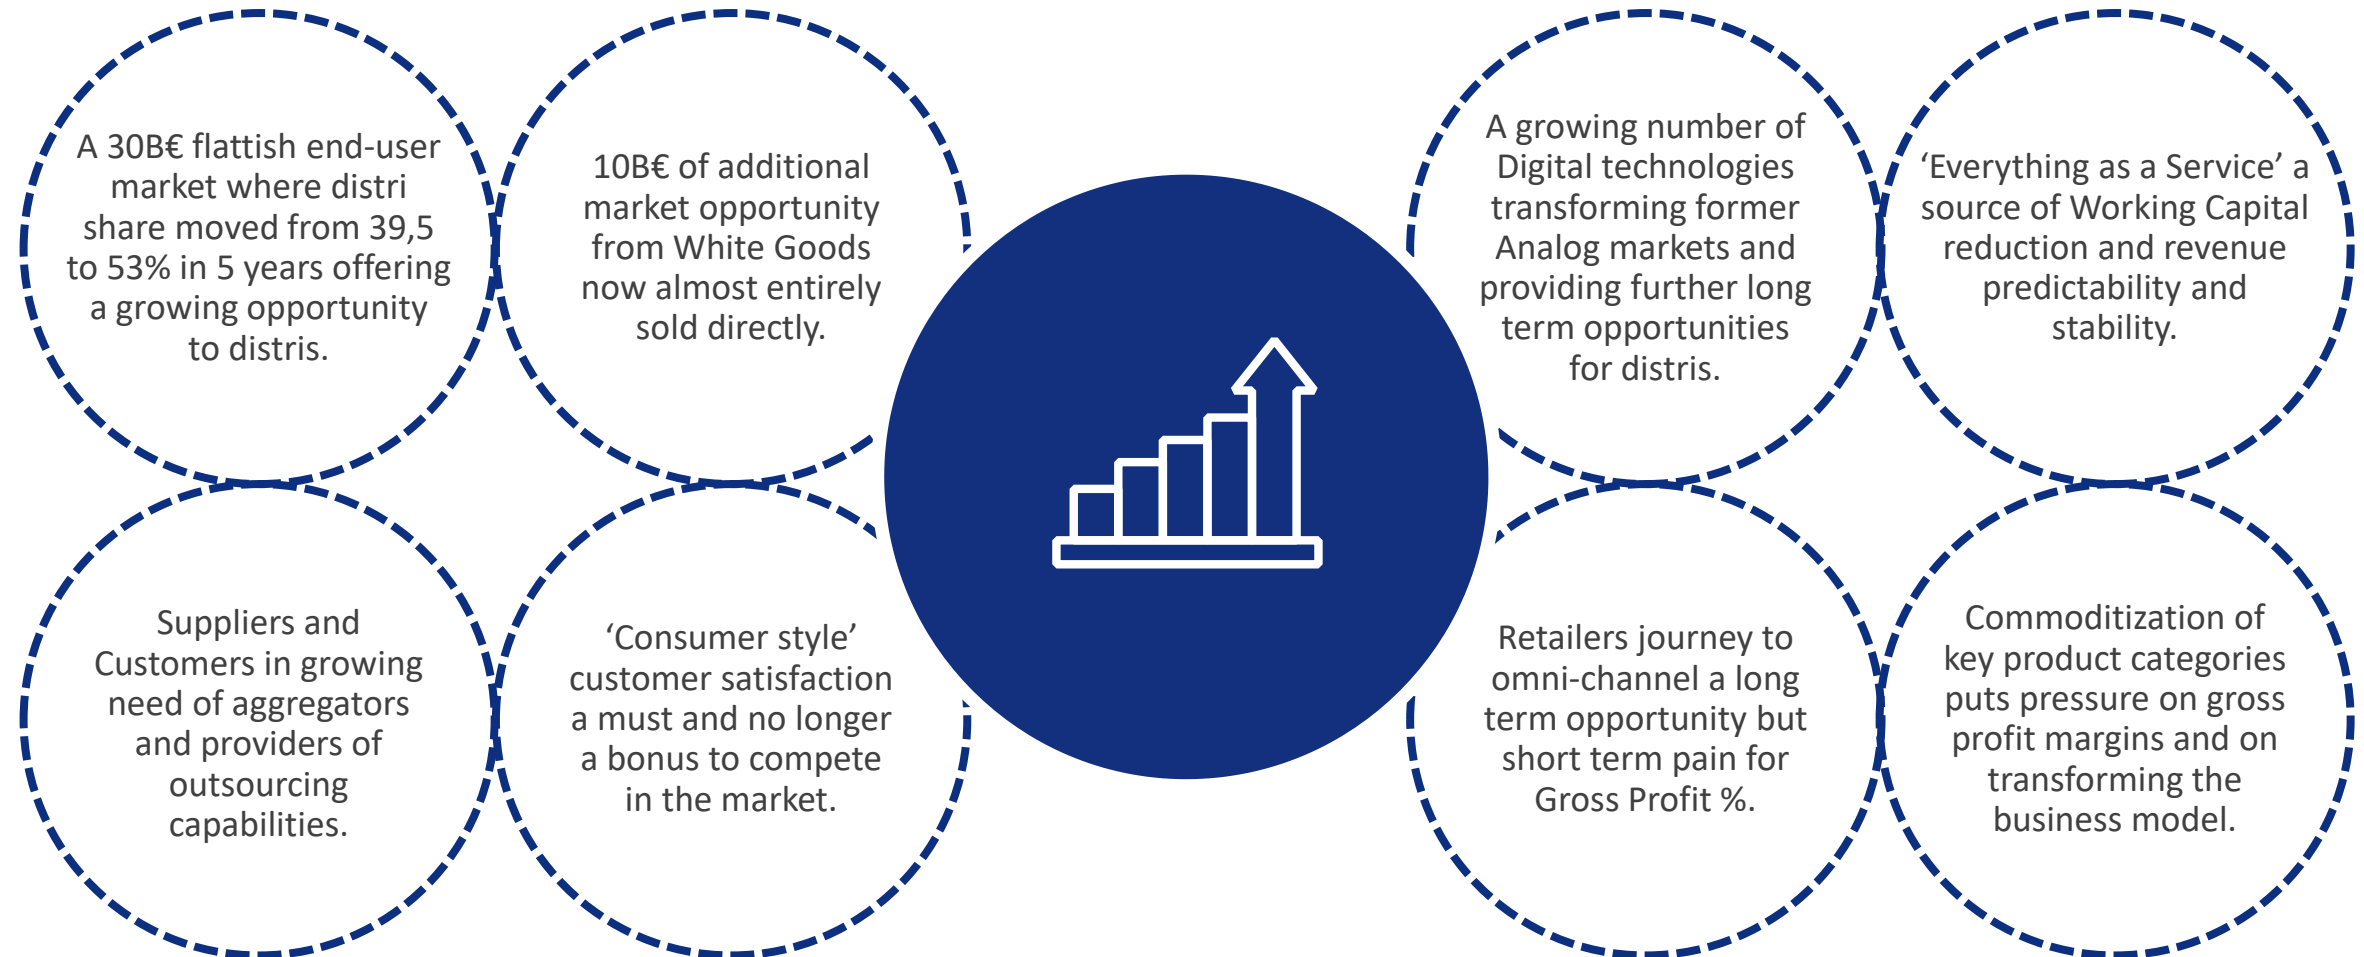 A 30B€ flattish end-user
market where distri
share moved from 39,5
to 53% in 5 years offering
a growing opportunity
to distris.
10B€ of additional
market opportunity
from White Goods
now almost entirely
sold directly.
A growing number of
Digital technologies
transforming former
Analog markets and
providing further long
term opportunities
for distris.
‘Everything as a Service’ a
source of Working Capital
reduction and revenue
predictability and
stability.
Suppliers and
Customers in growing
need of aggregators
and providers of
outsourcing
capabilities.
‘Consumer style’
customer satisfaction
a must and no longer
a bonus to compete
in the market.
Retailers journey to
omni-channel a long
term opportunity but
short term pain for
Gross Profit %.
Commoditization of
key product categories
puts pressure on gross
profit margins and on
transforming the
business model.